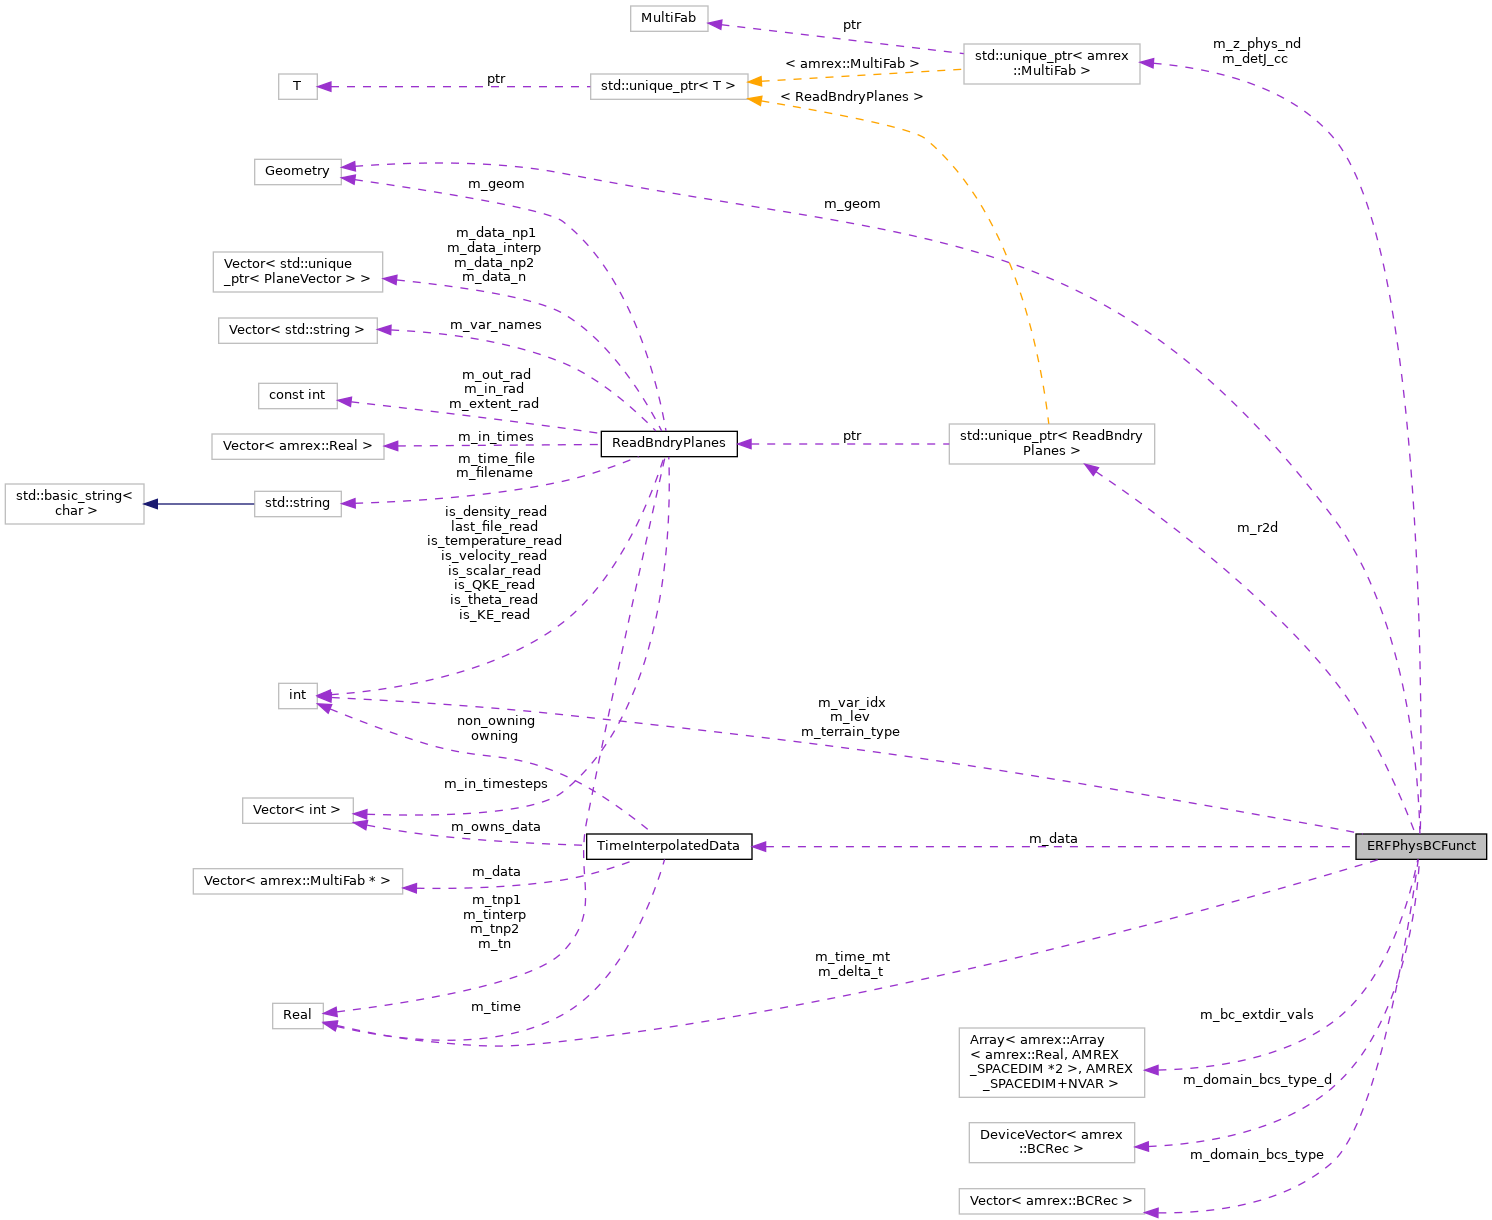 MultiFab
ptr
std::unique_ptr< amrex
::MultiFab >
m_z_phys_nd
m_detJ_cc
< amrex::MultiFab >
T
ptr
std::unique_ptr< T >
< ReadBndryPlanes >
Geometry
m_geom
m_geom
m_data_np1
m_data_interp
m_data_np2
m_data_n
Vector< std::unique
_ptr< PlaneVector > >
Vector< std::string >
m_var_names
const int
m_out_rad
m_in_rad
m_extent_rad
Vector< amrex::Real >
m_in_times
ReadBndryPlanes
ptr
std::unique_ptr< ReadBndry
Planes >
m_time_file
m_filename
std::basic_string<
char >
std::string
is_density_read
last_file_read
is_temperature_read
is_velocity_read
is_scalar_read
is_QKE_read
is_theta_read
is_KE_read
m_r2d
int
non_owning
owning
m_var_idx
m_lev
m_terrain_type
m_in_timesteps
Vector< int >
m_owns_data
TimeInterpolatedData
m_data
ERFPhysBCFunct
Vector< amrex::MultiFab * >
m_data
m_tnp1
m_tinterp
m_tnp2
m_tn
m_time_mt
m_delta_t
Real
m_time
m_bc_extdir_vals
Array< amrex::Array
< amrex::Real, AMREX
_SPACEDIM *2 >, AMREX
_SPACEDIM+NVAR >
m_domain_bcs_type_d
DeviceVector< amrex
::BCRec >
m_domain_bcs_type
Vector< amrex::BCRec >